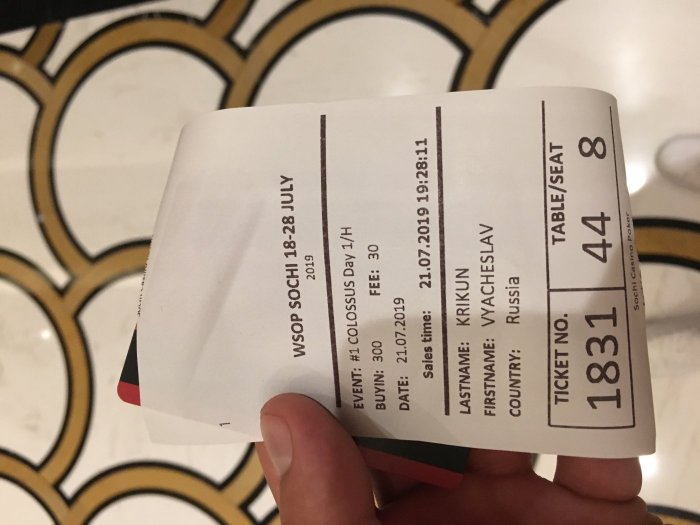 WSOP SOCHI 18-28 JULY
2019
EVENT: #1 COLOSSUS Day 1/H
BUYIN: 300 FEE: 30
DATE: 21.07.2019
Sales time: 21.07.2019 19:28:11
LASTNAME: KRIKUN
FIRSTNAME: VYACHESLAV
COUNTRY: Russia
TICKET NO. TABLE/SEAT
1831 44 8
Sochi Casino Poker
1